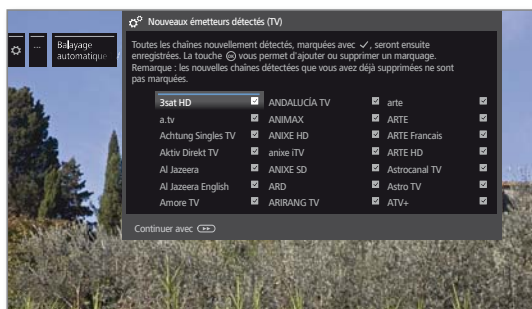 Nouveaux émetteurs détectés (TV)
...
Balayage
automatique
Toutes les chaînes nouvellement détectés, marquées avec ✓, seront ensuite
enregistrées. La touche OK vous permet d'ajouter ou supprimer un marquage.
Remarque : les nouvelles chaînes détectées que vous avez déjà supprimées ne sont
pas marquées.
3sat HD ANDALUCÍA TV arte
a.tv ANIMAX ARTE
Achtung Singles TV ANIXE HD ARTE Francais
Aktiv Direkt TV anixe iTV ARTE HD
Al Jazeera ANIXE SD Astrocanal TV
Al Jazeera English ARD Astro TV
Amore TV ARIRANG TV ATV+
Continuer avec